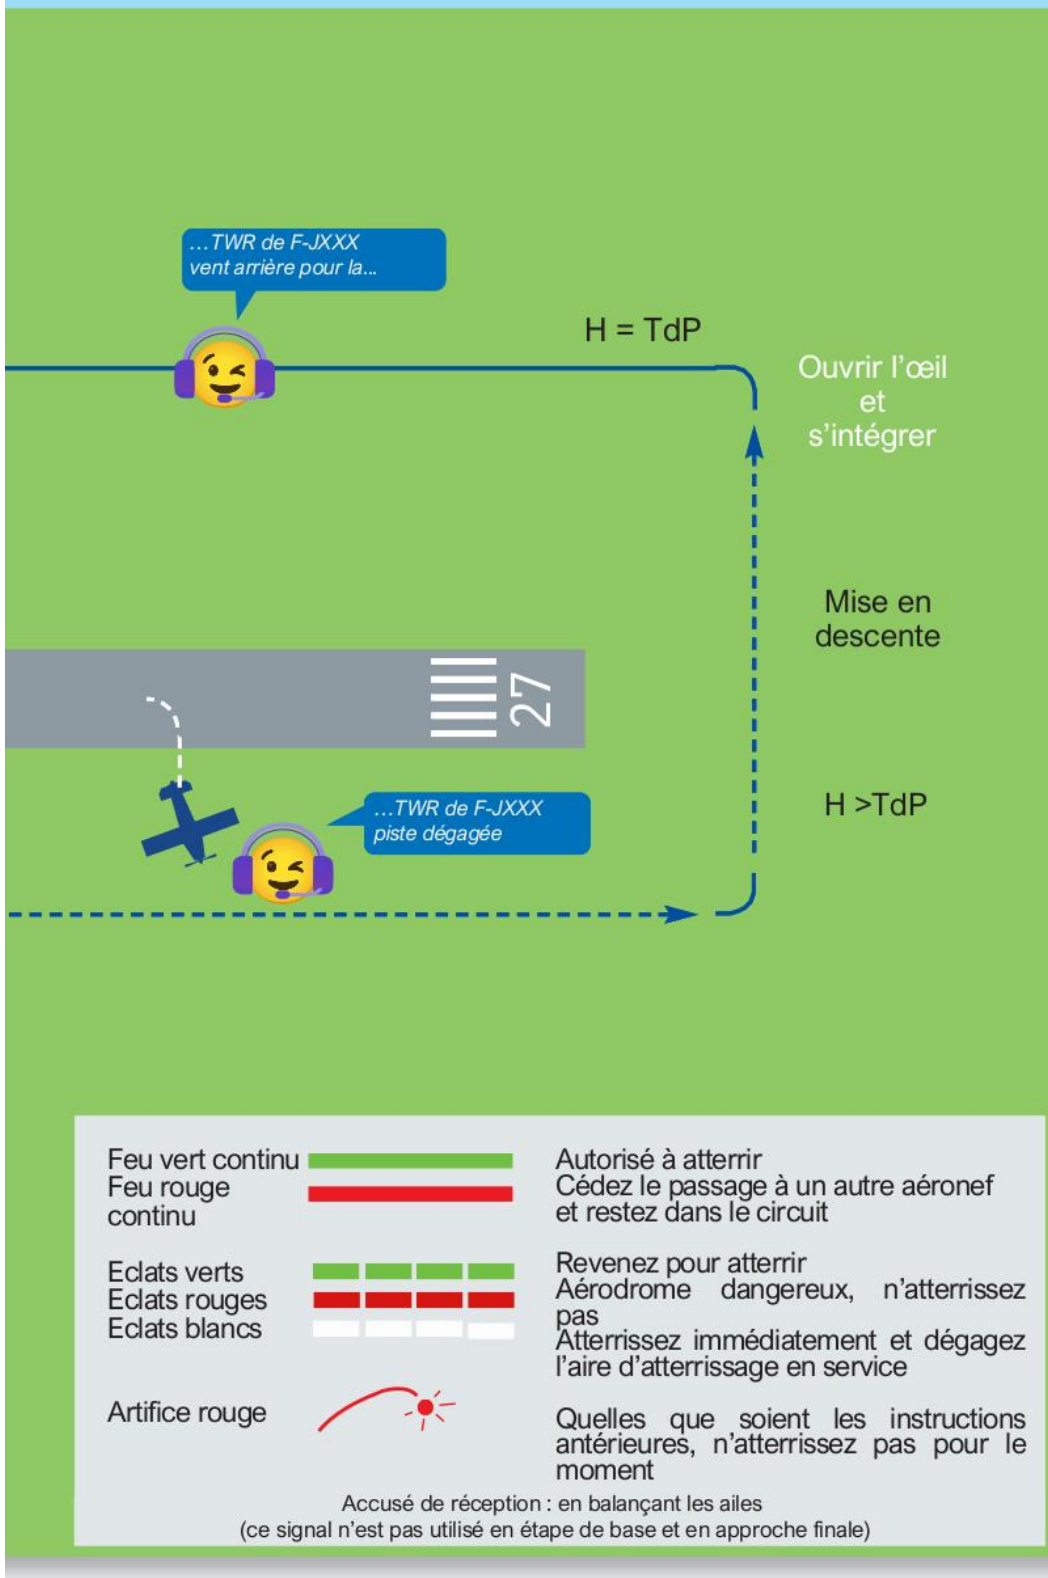 …TWR de F-JXXX
vent arrière pour la...
H = TdP
Ouvrir l’œil
et
s’intégrer
Mise en
descente
27
H >TdP
…TWR de F-JXXX
piste dégagée
Feu vert continu
Autorisé à atterrir
Feu rouge
continu
Cédez le passage à un autre aéronef
et restez dans le circuit
Eclats verts
Revenez pour atterrir
Eclats rouges
Aérodrome dangereux, n’atterrissez
pas
Eclats blancs
Atterrissez immédiatement et dégagez
l’aire d’atterrissage en service
Artifice rouge
Quelles que soient les instructions
antérieures, n’atterrissez pas pour le
moment
Accusé de réception : en balançant les ailes
(ce signal n’est pas utilisé en étape de base et en approche finale)